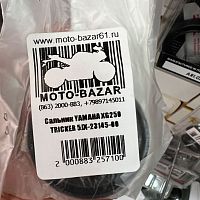 www.moto-bazar61.ru
MOTO-BAZAR
(863) 2000-883, +79897145011
Сальник YAMAHA XG250
TRICKER 5JX-23145-00
2 000883 257100